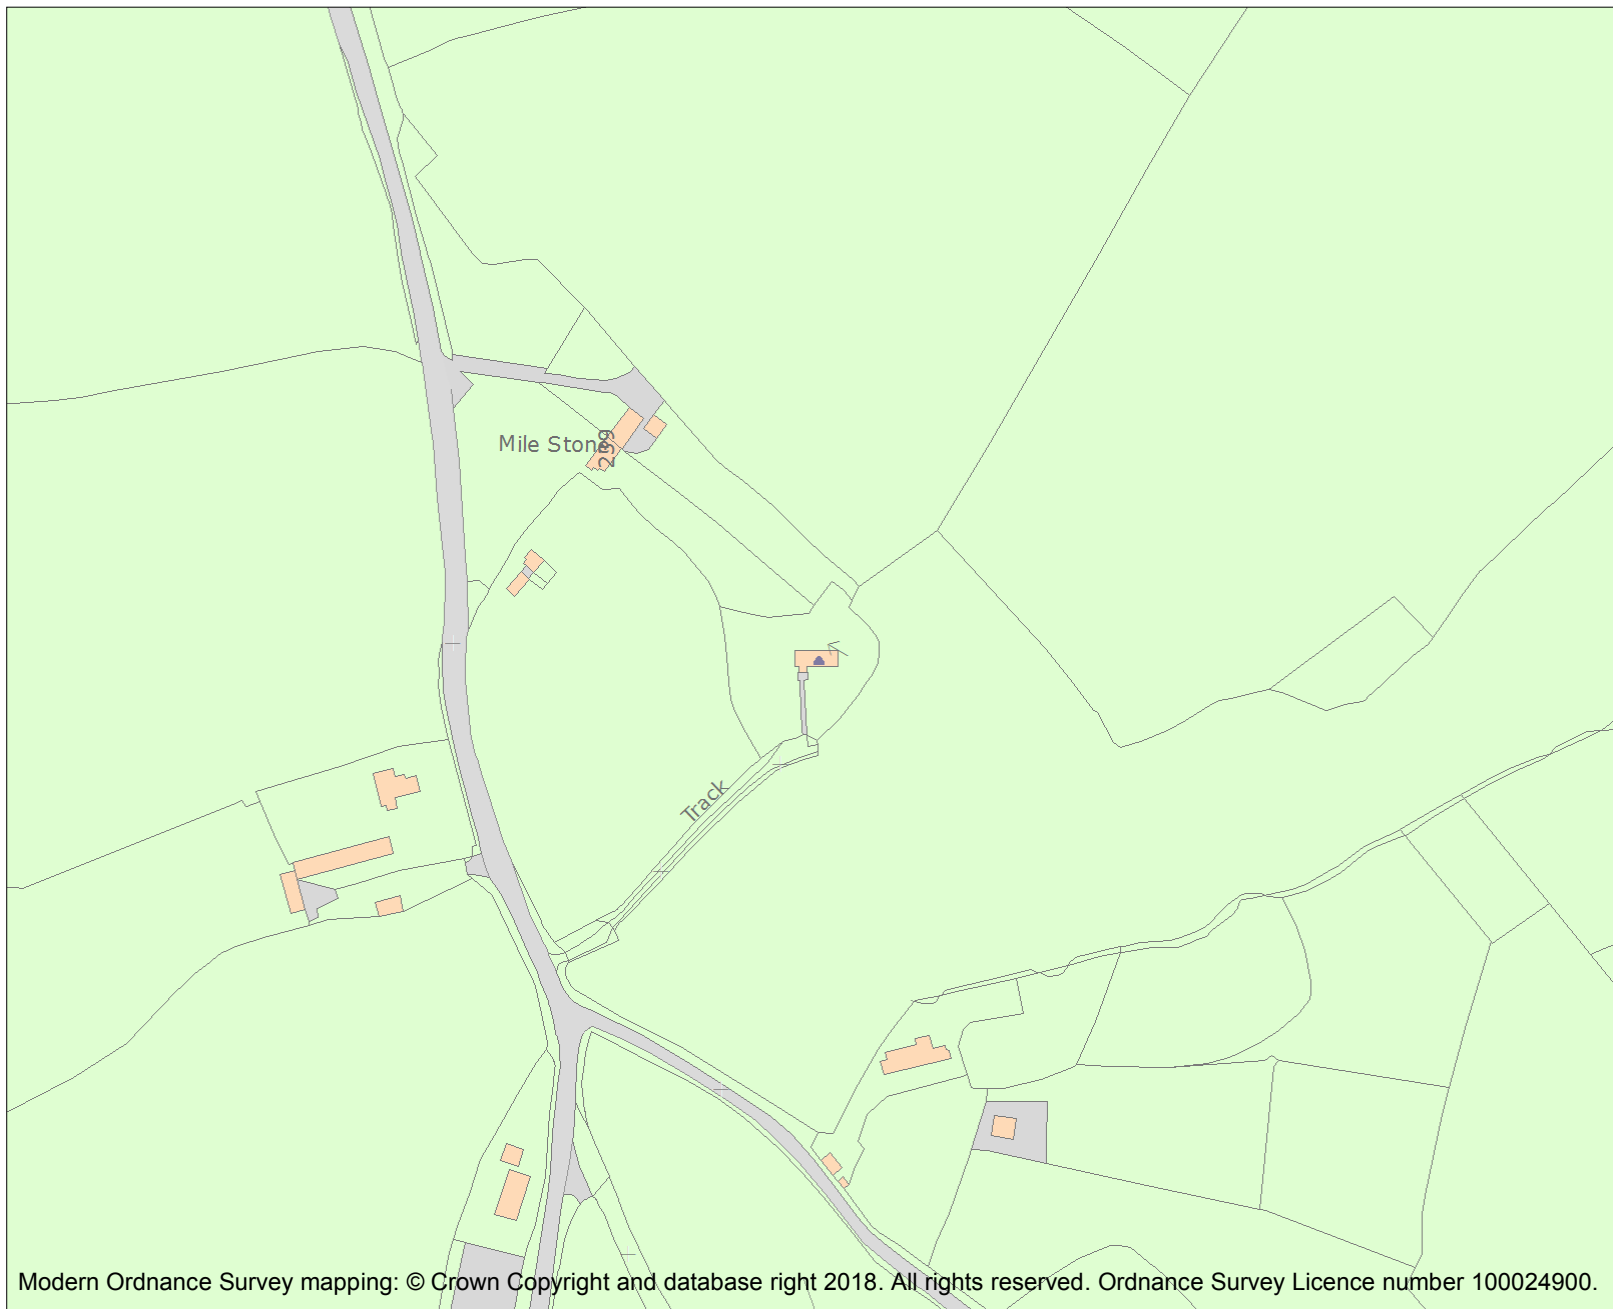 Mile Stone
239
Track
Modern Ordnance Survey mapping: © Crown Copyright and database right 2018. All rights reserved. Ordnance Survey Licence number 100024900.